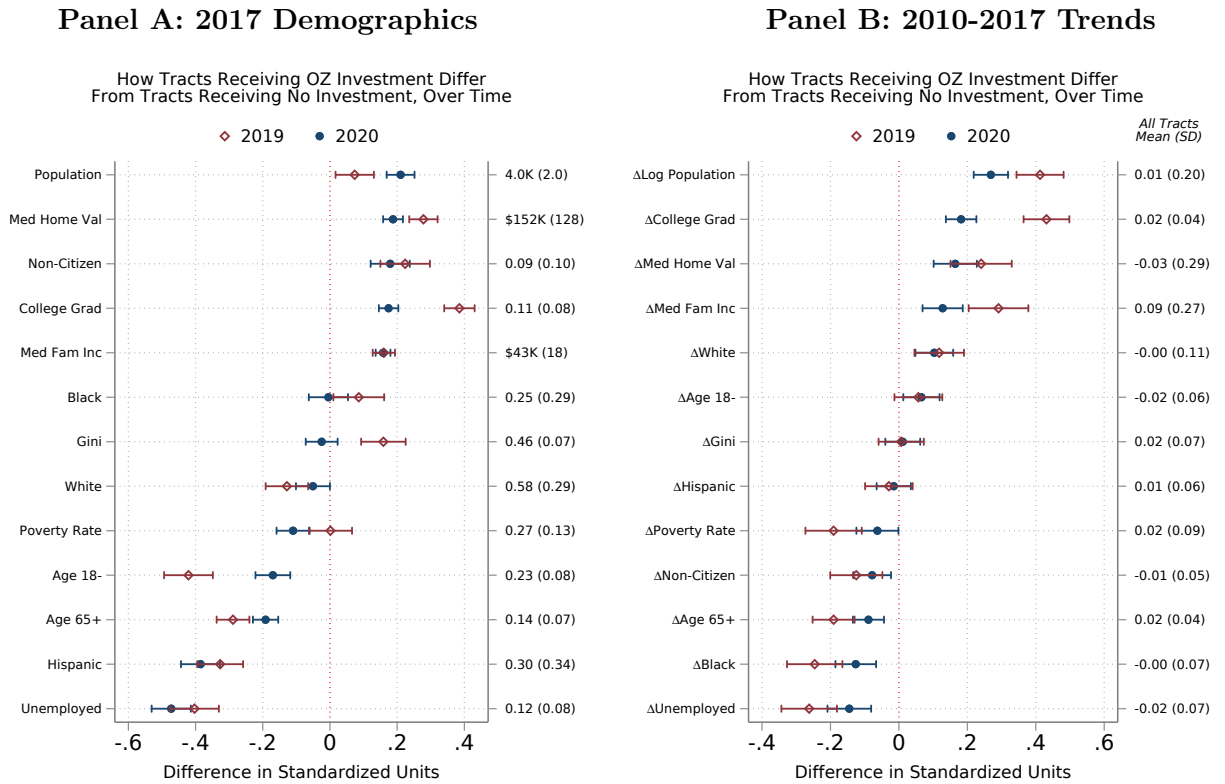 Panel A: 2017 Demographics
How Tracts Receiving OZ Investment Differ
From Tracts Receiving No Investment, Over Time
2019 2020
Population 4.0K (2.0)
Med Home Val $152K (128)
Non-Citizen 0.09 (0.10)
College Grad 0.11 (0.08)
Med Fam Inc $43K (18)
Black 0.25 (0.29)
Gini 0.46 (0.07)
White 0.58 (0.29)
Poverty Rate 0.27 (0.13)
Age 18- 0.23 (0.08)
Age 65+ 0.14 (0.07)
Hispanic 0.30 (0.34)
Unemployed 0.12 (0.08)
-.6 -.4 -.2 0 .2 .4
Difference in Standardized Units
Panel B: 2010-2017 Trends
How Tracts Receiving OZ Investment Differ
From Tracts Receiving No Investment, Over Time
All Tracts
Mean (SD)
2019 2020
ΔLog Population 0.01 (0.20)
ΔCollege Grad 0.02 (0.04)
ΔMed Home Val -0.03 (0.29)
ΔMed Fam Inc 0.09 (0.27)
ΔWhite -0.00 (0.11)
ΔAge 18- -0.02 (0.06)
ΔGini 0.02 (0.07)
ΔHispanic 0.01 (0.06)
ΔPoverty Rate 0.02 (0.09)
ΔNon-Citizen -0.01 (0.05)
ΔAge 65+ 0.02 (0.04)
ΔBlack -0.00 (0.07)
ΔUnemployed -0.02 (0.07)
-.4 -.2 0 .2 .4 .6
Difference in Standardized Units